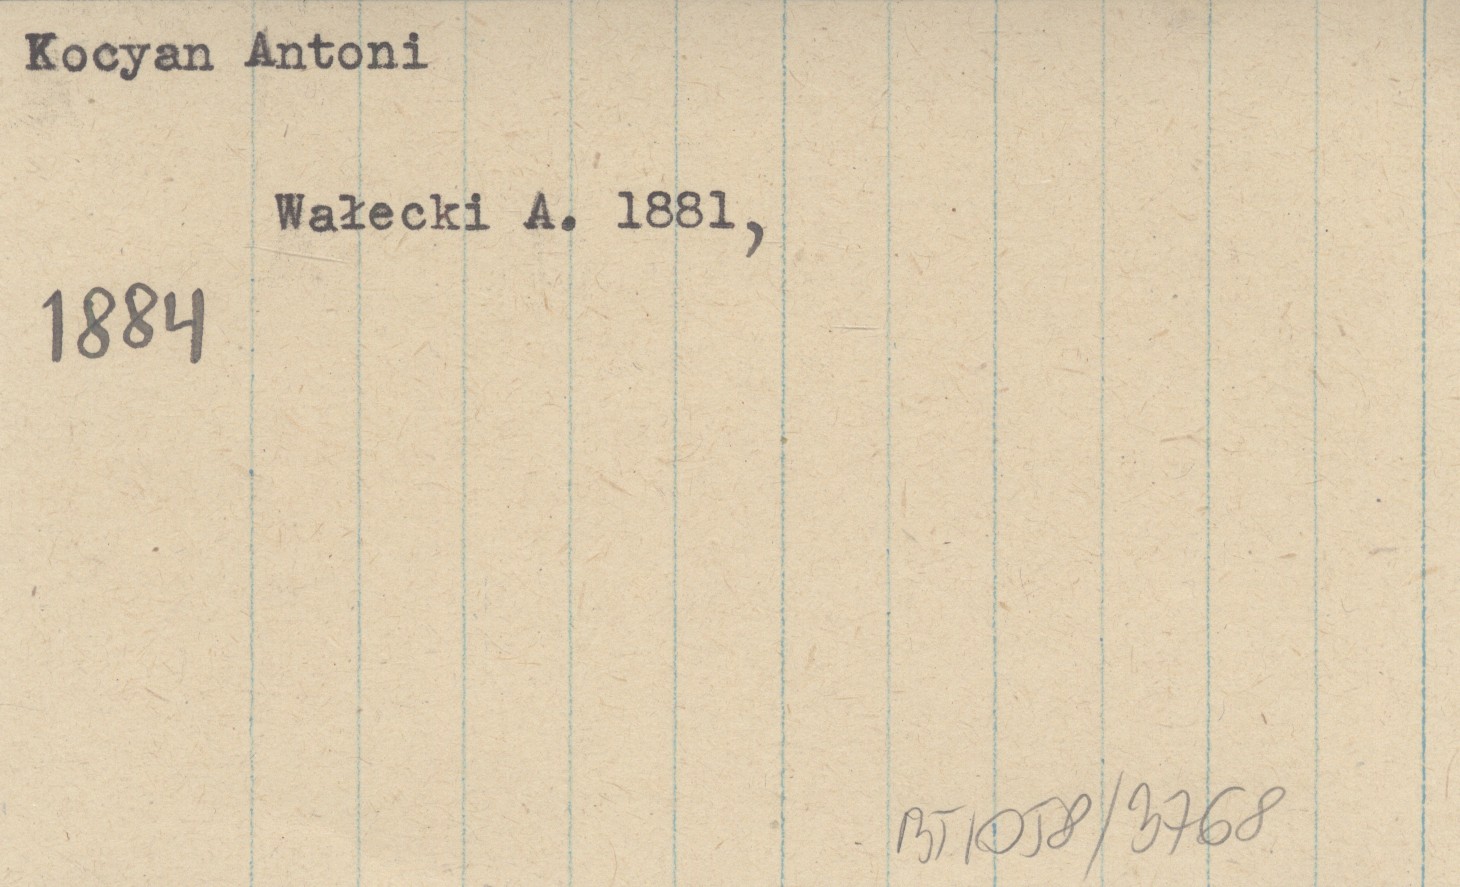 Kocyan Antoni
Wałecki A. 1881,
1884
BT1058/3768